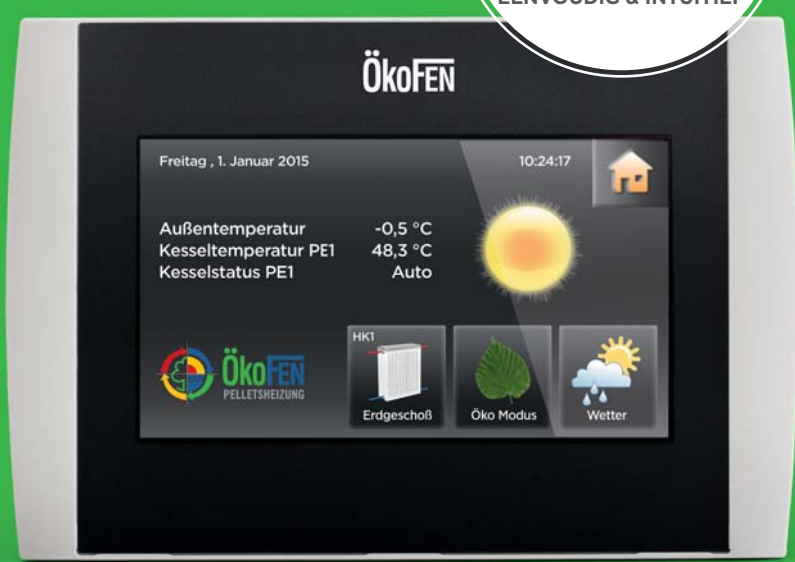 EENVOUDIG & INTUÏTIEF
ÖkoFEN
Freitag , 1. Januar 2015
10:24:17
Außentemperatur -0,5 °C
Kesseltemperatur PE1 48,3 °C
Kesselstatus PE1 Auto
ÖkoFEN
PELLETSHEIZUNG
HK1
Erdgeschoß
Öko Modus
Wetter